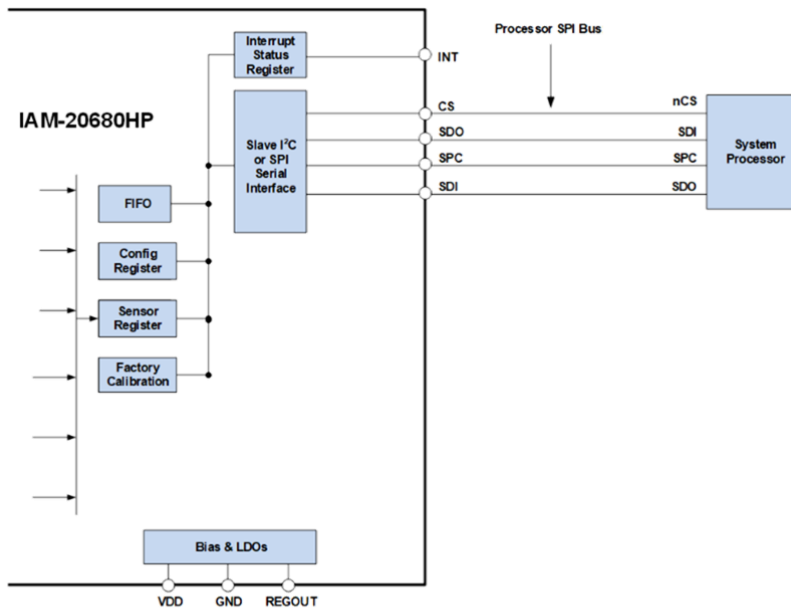 Processor SPI Bus
Interrupt
Status
Register
INT
IAM-20680HP
CS
nCS
Slave I²C
or SPI
Serial
Interface
SDO
SDI
System
Processor
SPC
SPC
SDI
SDO
FIFO
Config
Register
Sensor
Register
Factory
Calibration
Bias & LDOs
VDD
GND
REGOUT